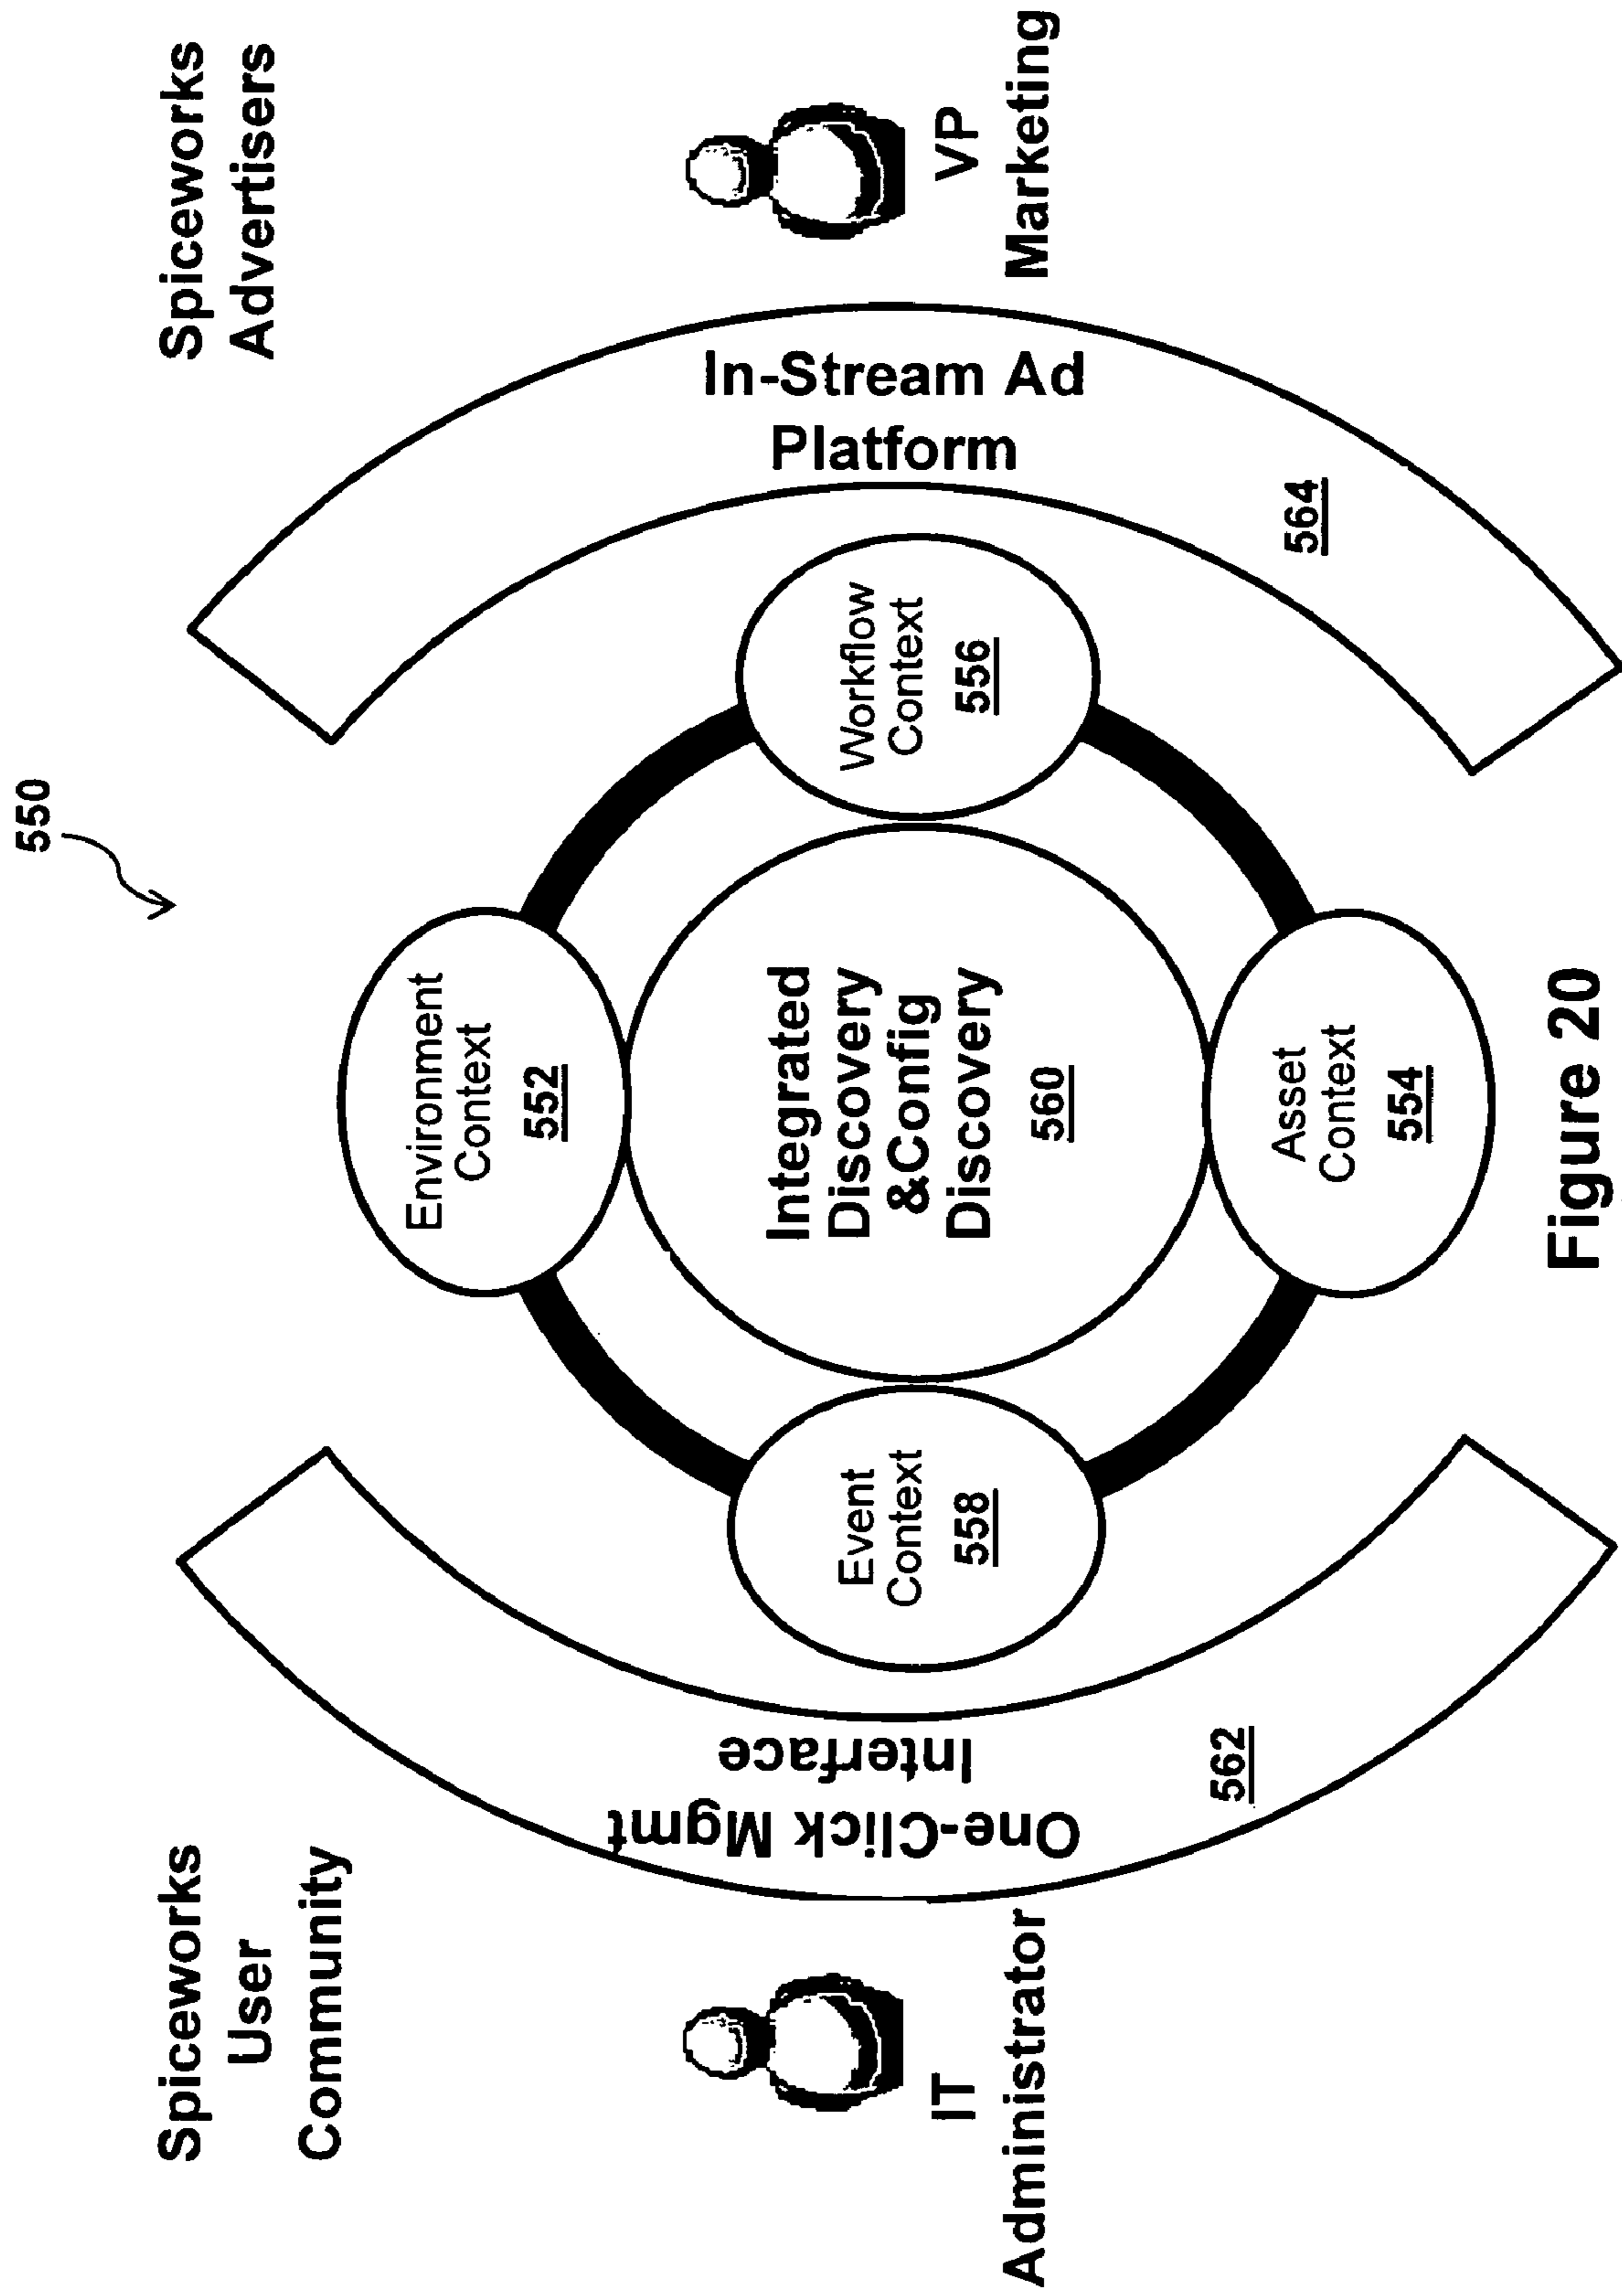 550
Spiceworks
User
Community
Spiceworks
Advertisers
Environment
Context
552
IT
Administrator
One-Click Mgmt
Interface
562
Event
Context
558
Integrated
Discovery
&Config
Discovery
560
Workflow
Context
556
In-Stream Ad
Platform
564
VP
Marketing
Asset
Context
554
Figure 20